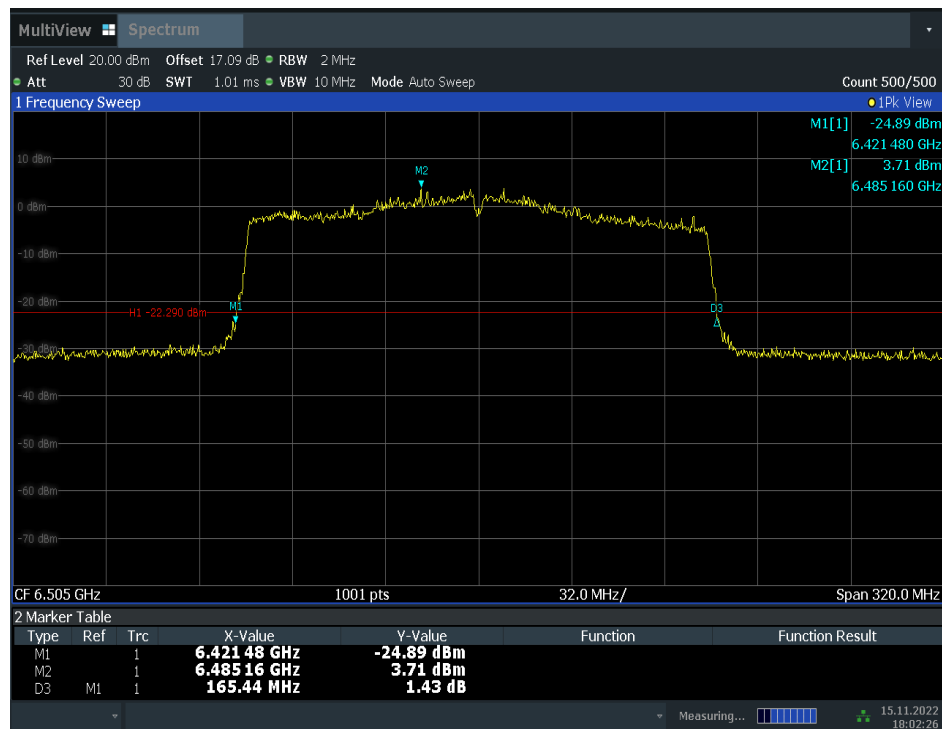 MultiView Spectrum
Ref Level 20.00 dBm Offset 17.09 dB RBW 2 MHz
Att 30 dB SWT 1.01 ms VBW 10 MHz Mode Auto Sweep Count 500/500
1 Frequency Sweep 1Pk View
M1[1] -24.89 dBm
6.421 480 GHz
M2[1] 3.71 dBm
6.485 160 GHz
10 dBm
M2
0 dBm
-10 dBm
-20 dBm
M1
D3
H1 -22.290 dBm
-30 dBm
-40 dBm
-50 dBm
-60 dBm
-70 dBm
CF 6.505 GHz 1001 pts 32.0 MHz/ Span 320.0 MHz
2 Marker Table
Type Ref Trc X-Value Y-Value Function Function Result
M1 1 6.421 48 GHz -24.89 dBm
M2 1 6.485 16 GHz 3.71 dBm
D3 M1 1 165.44 MHz 1.43 dB
Measuring... 15.11.2022
18:02:26